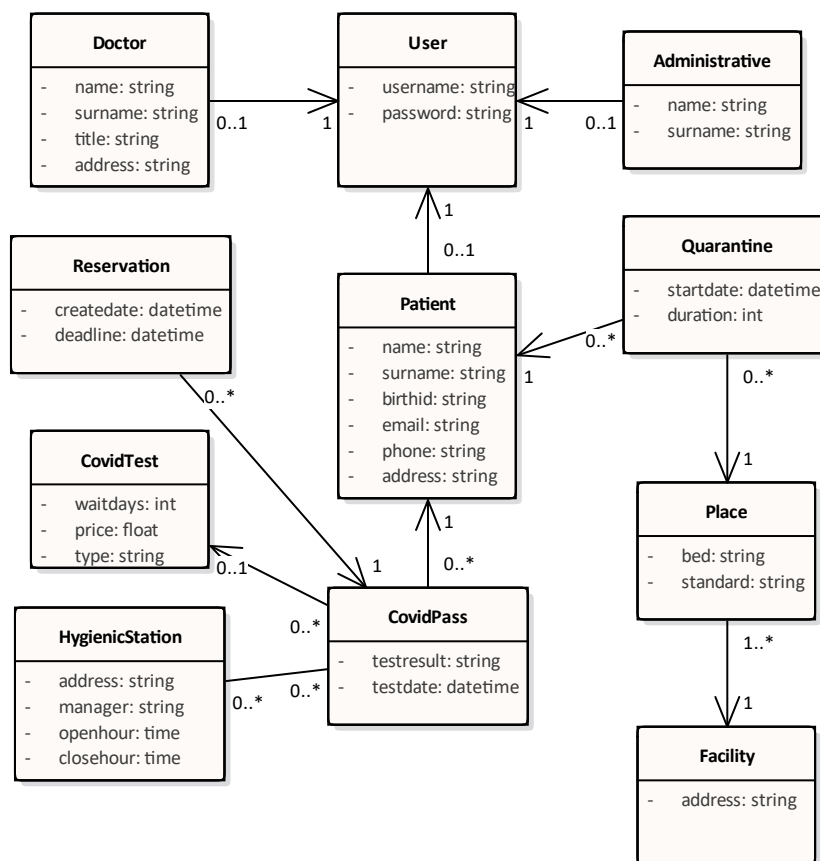 Doctor
- name: string
- surname: string
- title: string
- address: string
User
- username: string
- password: string
Administrative
- name: string
- surname: string
0..1
1
1
0..1
1
0..1
Reservation
- createdate: datetime
- deadline: datetime
Patient
- name: string
- surname: string
- birthid: string
- email: string
- phone: string
- address: string
Quarantine
- startdate: datetime
- duration: int
0..*
1
0..*
0..*
1
CovidTest
- waitdays: int
- price: float
- type: string
Place
- bed: string
- standard: string
1
0..*
0..1
1
0..*
CovidPass
- testresult: string
- testdate: datetime
HygienicStation
- address: string
- manager: string
- openhour: time
- closehour: time
0..*
0..*
1..*
1
Facility
- address: string